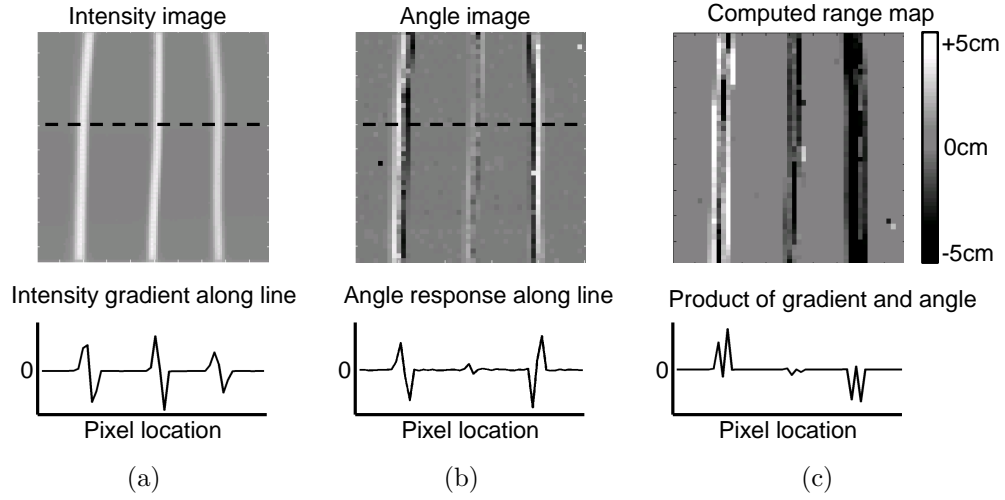 Intensity image
Angle image
Computed range map
+5cm
0cm
-5cm
Intensity gradient along line
Angle response along line
Product of gradient and angle
0
0
0
Pixel location
Pixel location
Pixel location
(a)
(b)
(c)